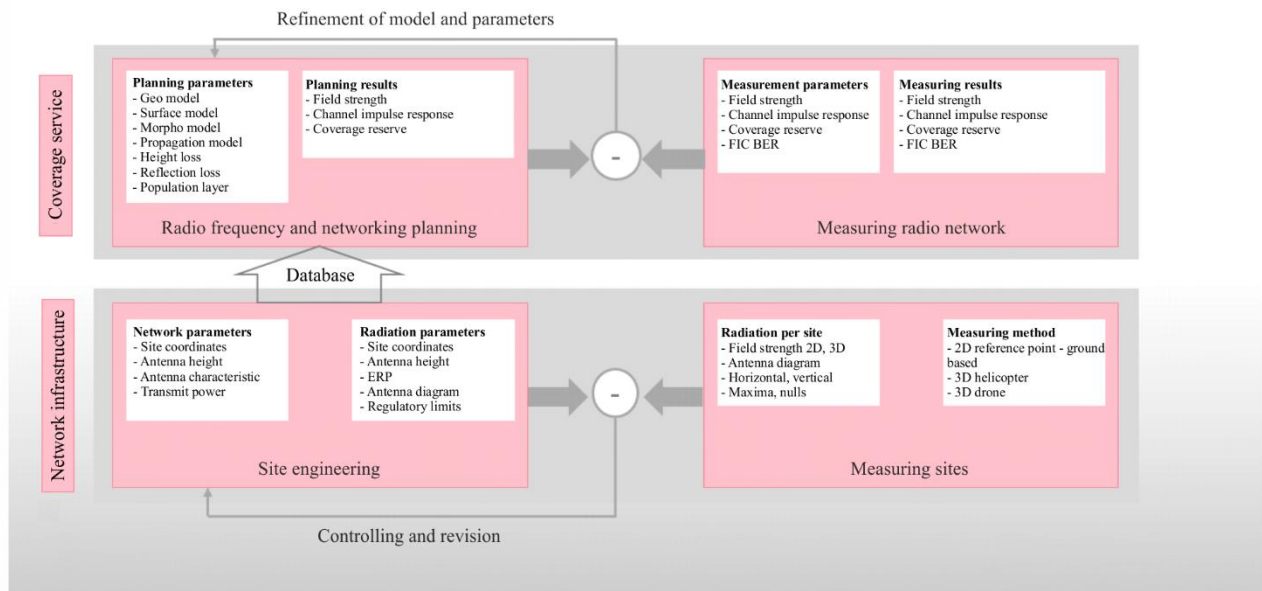 Refinement of model and parameters
Coverage service
Planning parameters
- Geo model
- Surface model
- Morpho model
- Propagation model
- Height loss
- Reflection loss
- Population layer
Planning results
- Field strength
- Channel impulse response
- Coverage reserve
Radio frequency and networking planning
-
Measurement parameters
- Field strength
- Channel impulse response
- Coverage reserve
- FIC BER
Measuring results
- Field strength
- Channel impulse response
- Coverage reserve
- FIC BER
Measuring radio network
Database
Network infrastructure
Network parameters
- Site coordinates
- Antenna height
- Antenna characteristic
- Transmit power
Radiation parameters
- Site coordinates
- Antenna height
- ERP
- Antenna diagram
- Regulatory limits
Site engineering
-
Radiation per site
- Field strength 2D, 3D
- Antenna diagram
- Horizontal, vertical
- Maxima, nulls
Measuring method
- 2D reference point - ground
based
- 3D helicopter
- 3D drone
Measuring sites
Controlling and revision